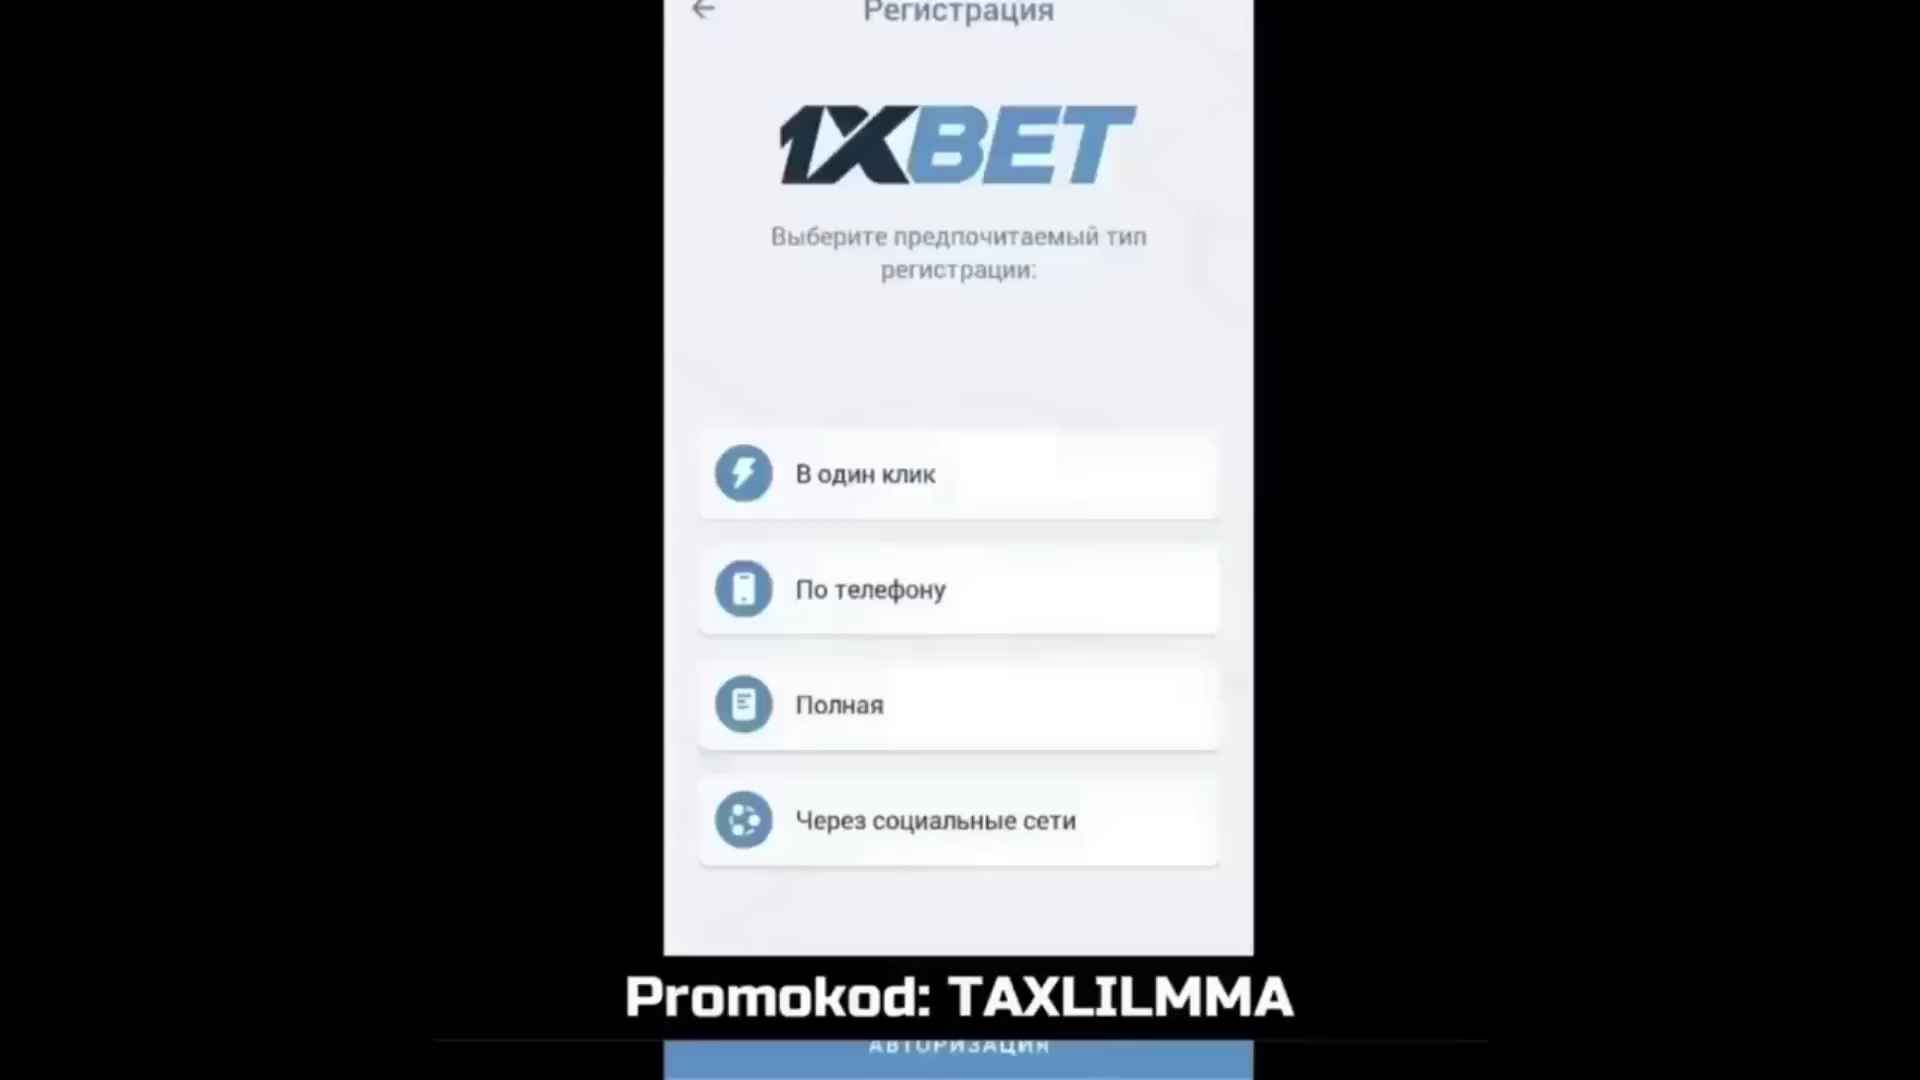 Регистрация
1XBET
Выберите предпочитаемый тип
регистрации:
В один клик
По телефону
Полная
Через социальные сети
Promokod: TAXLILMMA
АВТОРИЗАЦИЯ